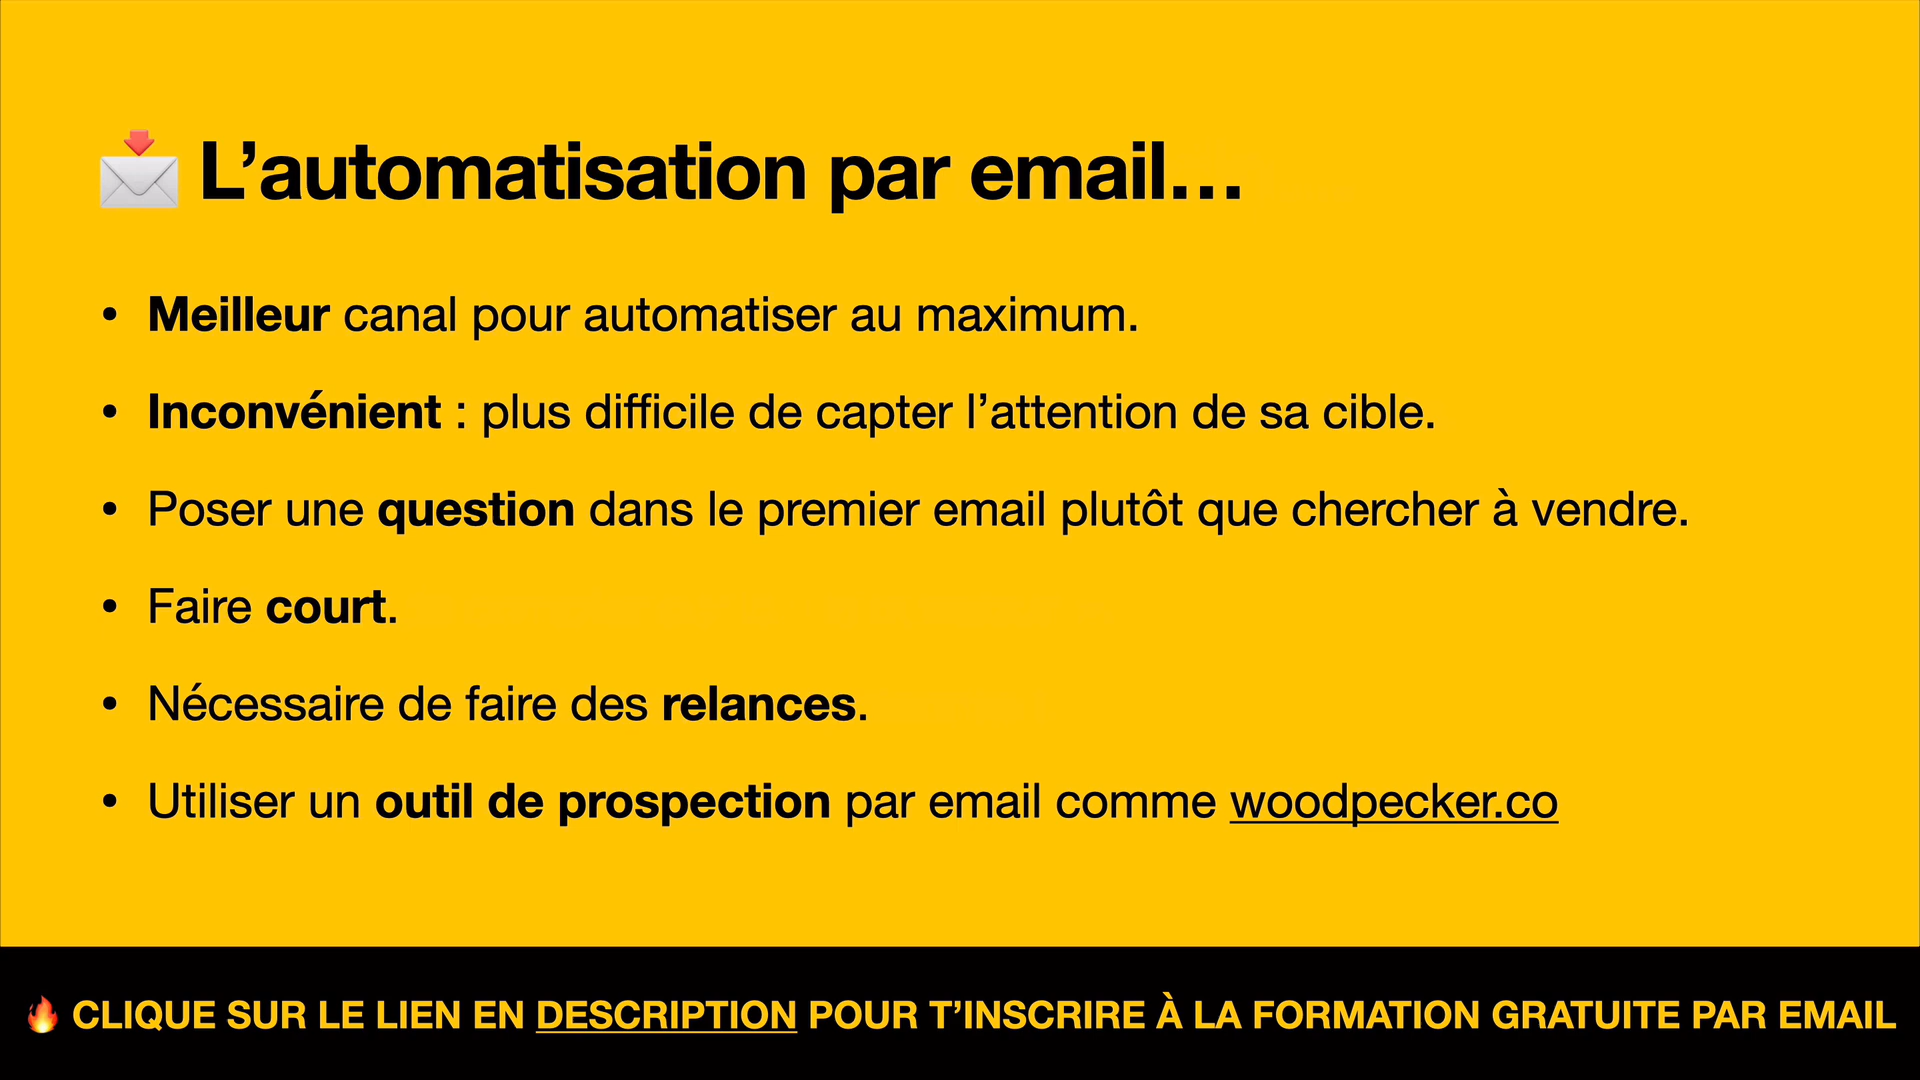 L’automatisation par email…
• Meilleur canal pour automatiser au maximum.
• Inconvénient : plus difficile de capter l’attention de sa cible.
• Poser une question dans le premier email plutôt que chercher à vendre.
• Faire court.
• Nécessaire de faire des relances.
• Utiliser un outil de prospection par email comme woodpecker.co
CLIQUE SUR LE LIEN EN DESCRIPTION POUR T’INSCRIRE À LA FORMATION GRATUITE PAR EMAIL